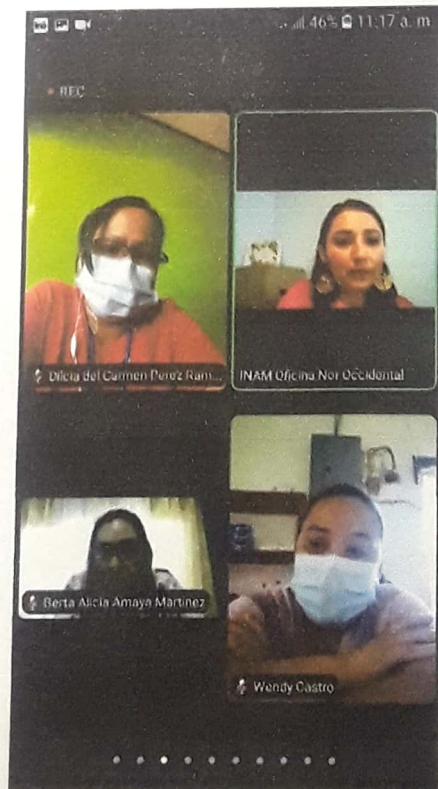 46% 11:17 a. m
REC
Dilcia del Carmen Perez Ram...
INAM Oficina Nor Occidental
Berta Alicia Amaya Martinez
Wendy Castro